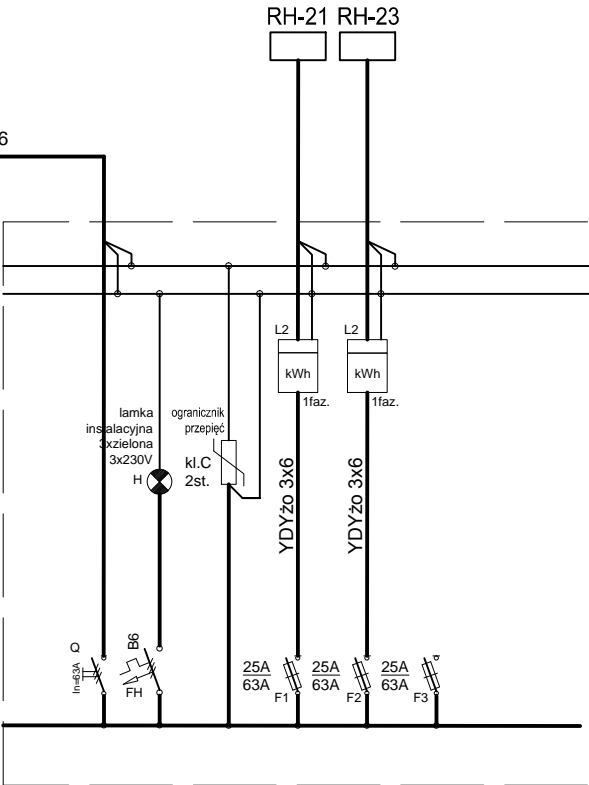 RH-21 RH-23
6
L2
L2
kWh
kWh
1faz.
1faz.
lamka
instalacyjna
3xzielona
3x230V
H
ogranicznik
przepięć
kl.C
2st.
YDYżo 3x6
YDYżo 3x6
Q
In=63A
B6
FH
25A
63A
F1
25A
63A
F2
25A
63A
F3